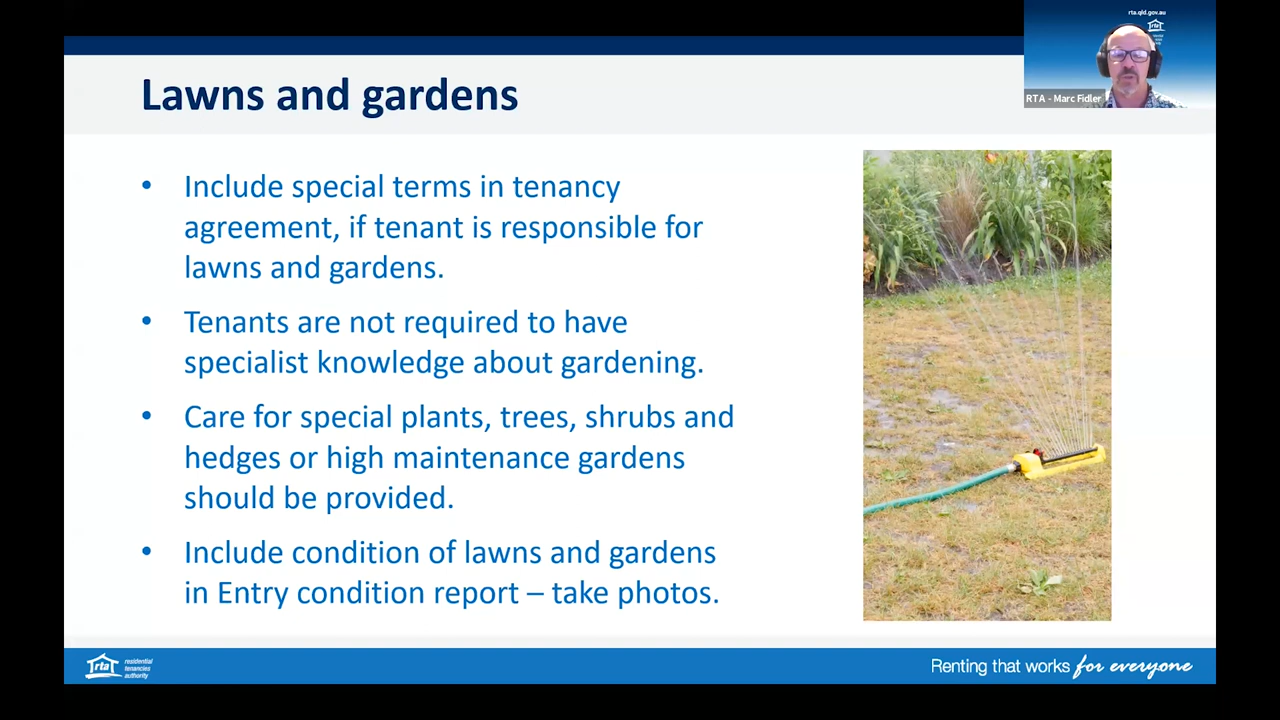 rta.qld.gov.au
rta
RTA - Marc Fidler
Lawns and gardens
• Include special terms in tenancy
agreement, if tenant is responsible for
lawns and gardens.
• Tenants are not required to have
specialist knowledge about gardening.
• Care for special plants, trees, shrubs and
hedges or high maintenance gardens
should be provided.
• Include condition of lawns and gardens
in Entry condition report – take photos.
rta
residential
tenancies
authority
Renting that works for everyone